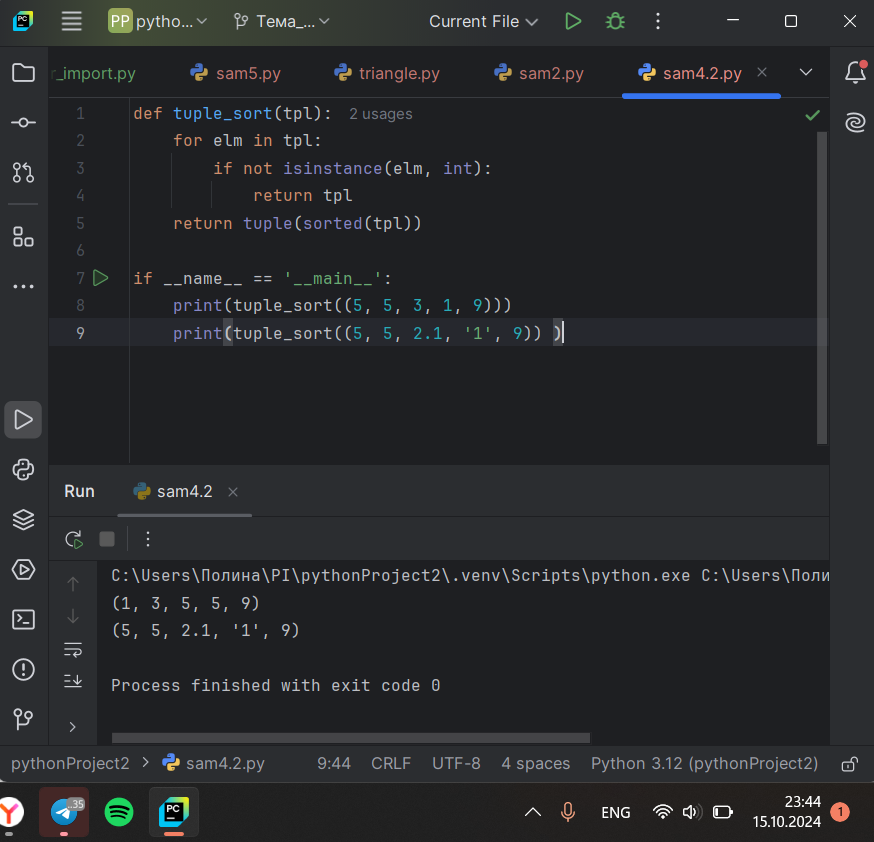 PC
PP pytho... Тема_... Current File
_import.py sam5.py triangle.py sam2.py sam4.2.py
1 def tuple_sort(tpl): 2 usages
2 for elm in tpl:
3 if not isinstance(elm, int):
4 return tpl
5 return tuple(sorted(tpl))
6
7 if __name__ == '__main__':
8 print(tuple_sort((5, 5, 3, 1, 9)))
9 print(tuple_sort((5, 5, 2.1, '1', 9)) )
Run sam4.2
C:\Users\Полина\PI\pythonProject2\.venv\Scripts\python.exe C:\Users\Поли
(1, 3, 5, 5, 9)
(5, 5, 2.1, '1', 9)
Process finished with exit code 0
pythonProject2 > sam4.2.py 9:44 CRLF UTF-8 4 spaces Python 3.12 (pythonProject2)
Y ..35 PC ENG 23:44 1
15.10.2024